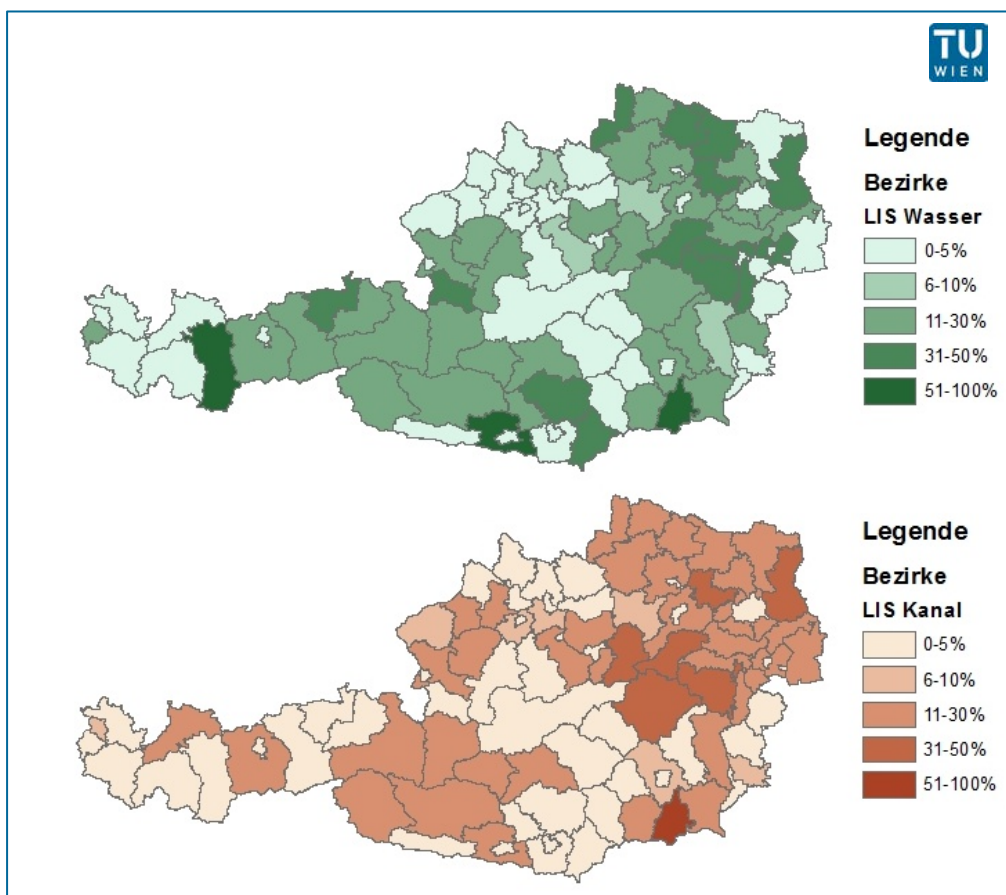 TU
WIEN
Legende
Bezirke
LIS Wasser
0-5%
6-10%
11-30%
31-50%
51-100%
Legende
Bezirke
LIS Kanal
0-5%
6-10%
11-30%
31-50%
51-100%